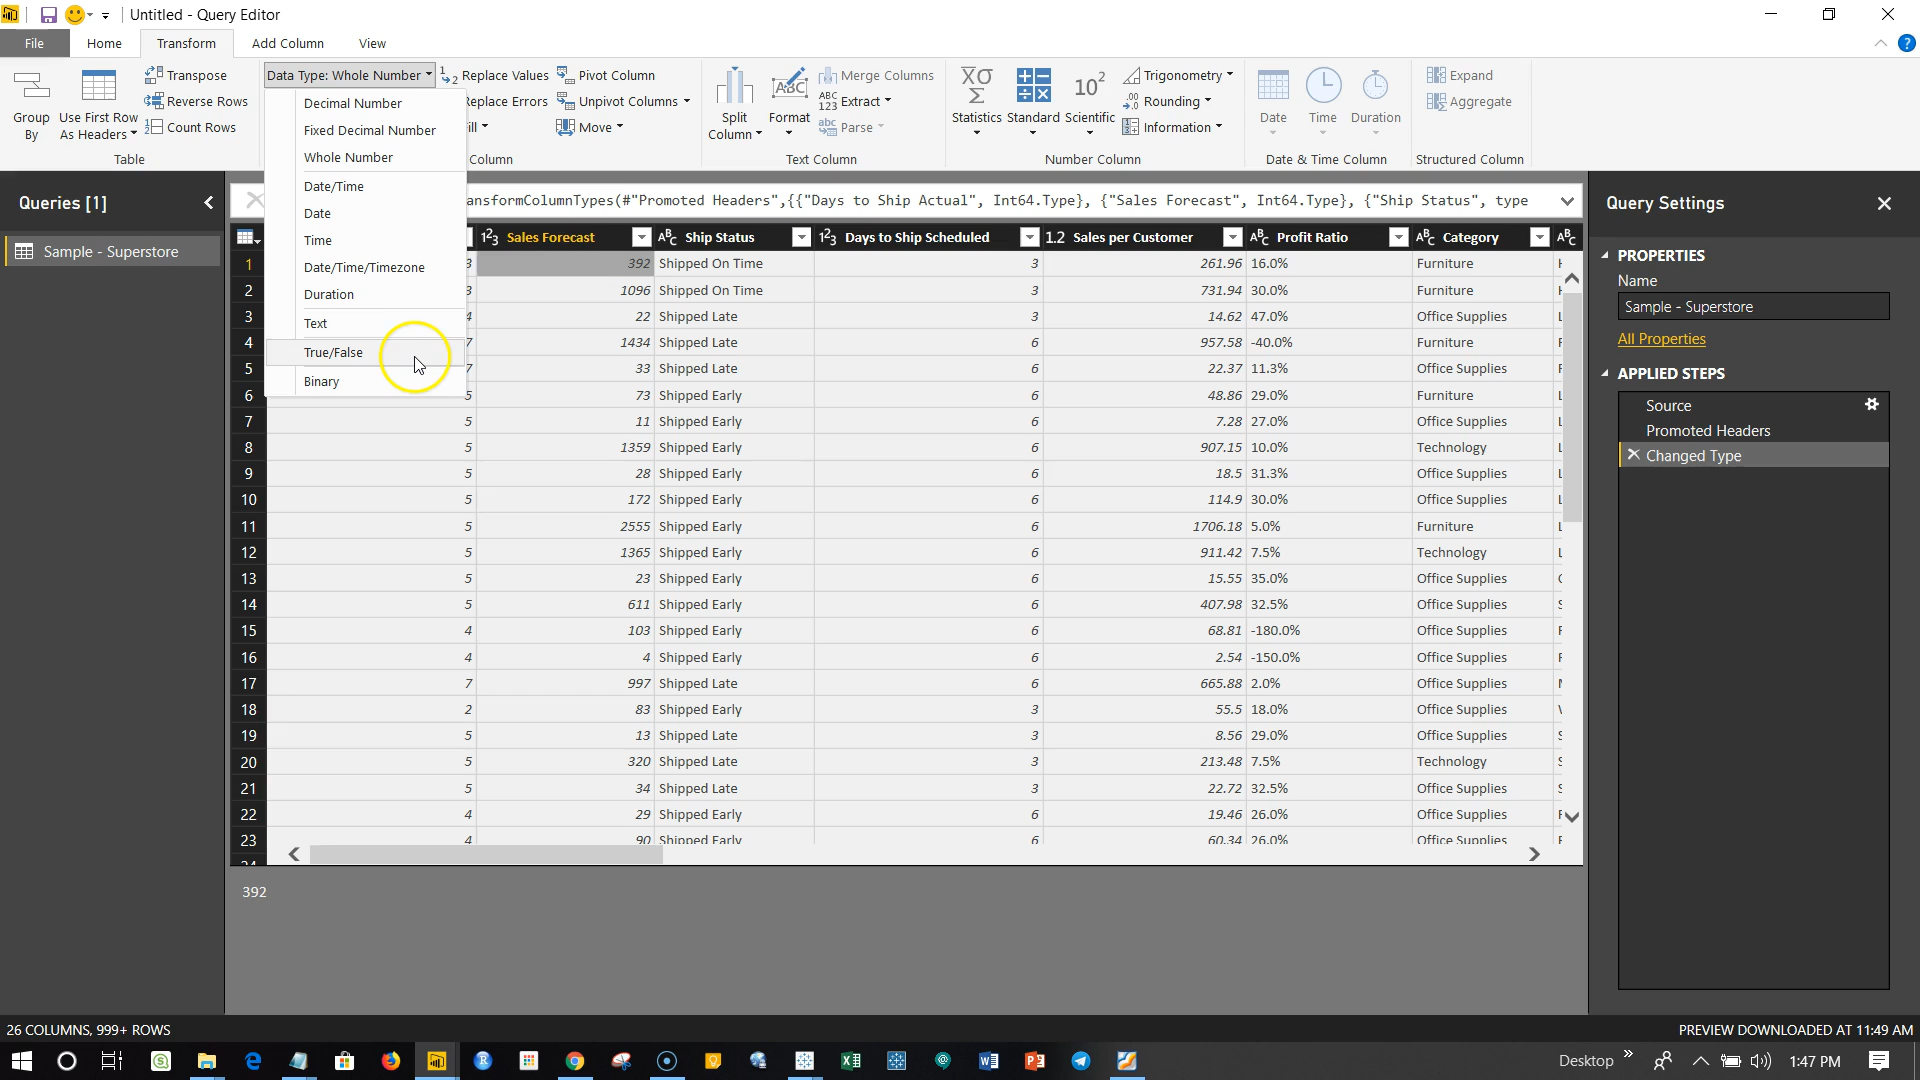 Untitled - Query Editor
File
Home
Transform
Add Column
View
Group By
Use First Row As Headers
Transpose
Reverse Rows
Count Rows
Table
Data Type: Whole Number
Decimal Number
Fixed Decimal Number
Whole Number
Date/Time
Date
Time
Date/Time/Timezone
Duration
Text
True/False
Binary
Replace Values
Replace Errors
Pivot Column
Unpivot Columns
Move
Column
Split Column
Format
Merge Columns
Extract
Parse
Text Column
Statistics
Standard
Scientific
Trigonometry
Rounding
Information
Number Column
Date
Time
Duration
Date & Time Column
Expand
Aggregate
Structured Column
Queries [1]
Sample - Superstore
ansformColumnTypes(#"Promoted Headers",{{"Days to Ship Actual", Int64.Type}, {"Sales Forecast", Int64.Type}, {"Ship Status", type
Sales Forecast Ship Status Days to Ship Scheduled 1.2 Sales per Customer Profit Ratio Category
1 3 392 Shipped On Time 3 261.96 16.0% Furniture
2 3 1096 Shipped On Time 3 731.94 30.0% Furniture
3 4 22 Shipped Late 3 14.62 47.0% Office Supplies
4 7 1434 Shipped Late 3 957.58 -40.0% Furniture
5 7 33 Shipped Late 3 22.37 11.3% Office Supplies
6 5 73 Shipped Early 6 48.86 29.0% Furniture
7 5 11 Shipped Early 6 7.28 27.0% Office Supplies
8 5 1359 Shipped Early 6 907.15 10.0% Technology
9 5 28 Shipped Early 6 18.5 31.3% Office Supplies
10 5 172 Shipped Early 6 114.9 30.0% Office Supplies
11 5 2555 Shipped Early 6 1706.18 5.0% Furniture
12 5 1365 Shipped Early 6 911.42 7.5% Technology
13 5 23 Shipped Early 6 15.55 35.0% Office Supplies
14 5 611 Shipped Early 6 407.98 32.5% Office Supplies
15 4 103 Shipped Early 6 68.81 -180.0% Office Supplies
16 4 4 Shipped Early 6 2.54 -150.0% Office Supplies
17 7 997 Shipped Late 6 665.88 2.0% Office Supplies
18 2 83 Shipped Early 3 55.5 18.0% Office Supplies
19 5 13 Shipped Late 3 8.56 29.0% Office Supplies
20 5 320 Shipped Late 3 213.48 7.5% Technology
21 5 34 Shipped Late 3 22.72 32.5% Office Supplies
22 4 29 Shipped Early 6 19.46 26.0% Office Supplies
23 4 90 Shipped Early 6 60.34 26.0% Office Supplies
392
Query Settings
PROPERTIES
Name
Sample - Superstore
All Properties
APPLIED STEPS
Source
Promoted Headers
Changed Type
26 COLUMNS, 999+ ROWS
PREVIEW DOWNLOADED AT 11:49 AM
Desktop
1:47 PM